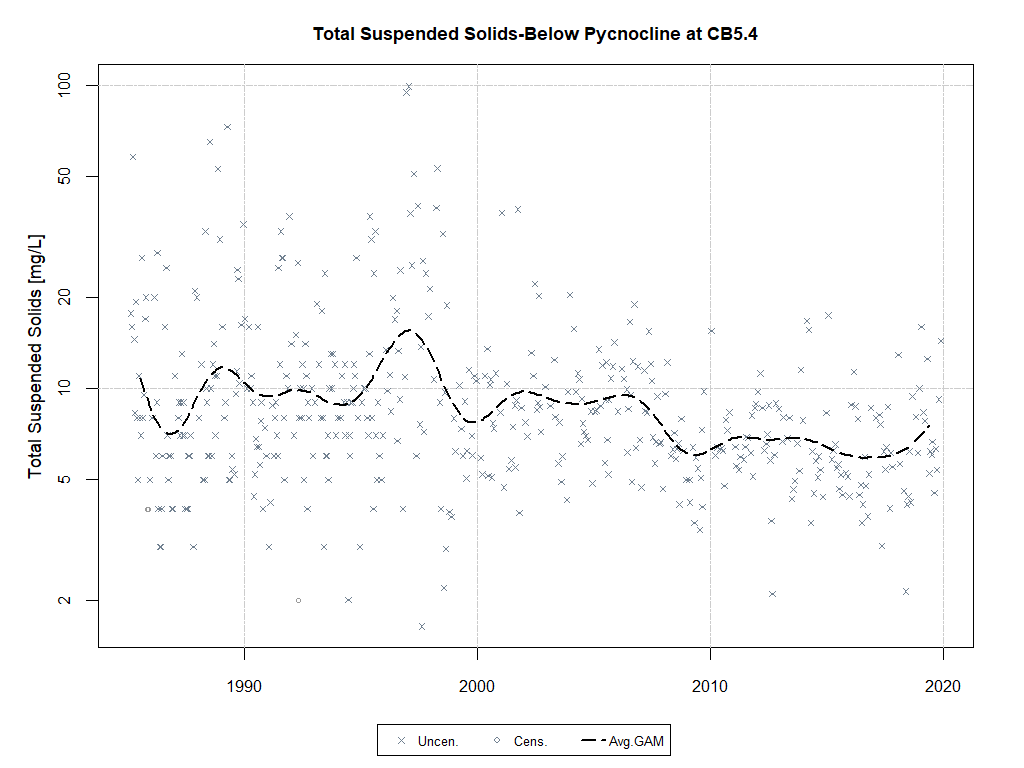 Total Suspended Solids-Below Pycnocline at CB5.4
Total Suspended Solids [mg/L]
100
50
20
10
5
2
1990 2000 2010 2020
Uncen. Cens. Avg.GAM